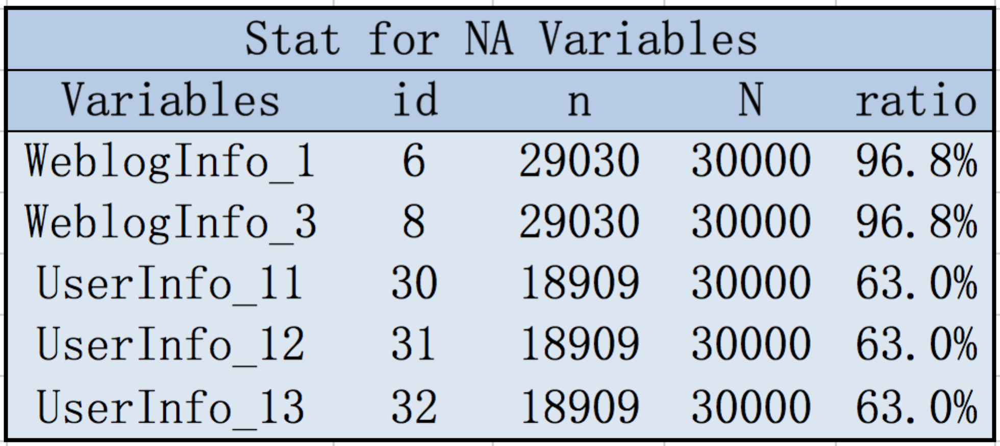 Stat for NA Variables
Variables id n N ratio
WeblogInfo_1 6 29030 30000 96.8%
WeblogInfo_3 8 29030 30000 96.8%
UserInfo_11 30 18909 30000 63.0%
UserInfo_12 31 18909 30000 63.0%
UserInfo_13 32 18909 30000 63.0%